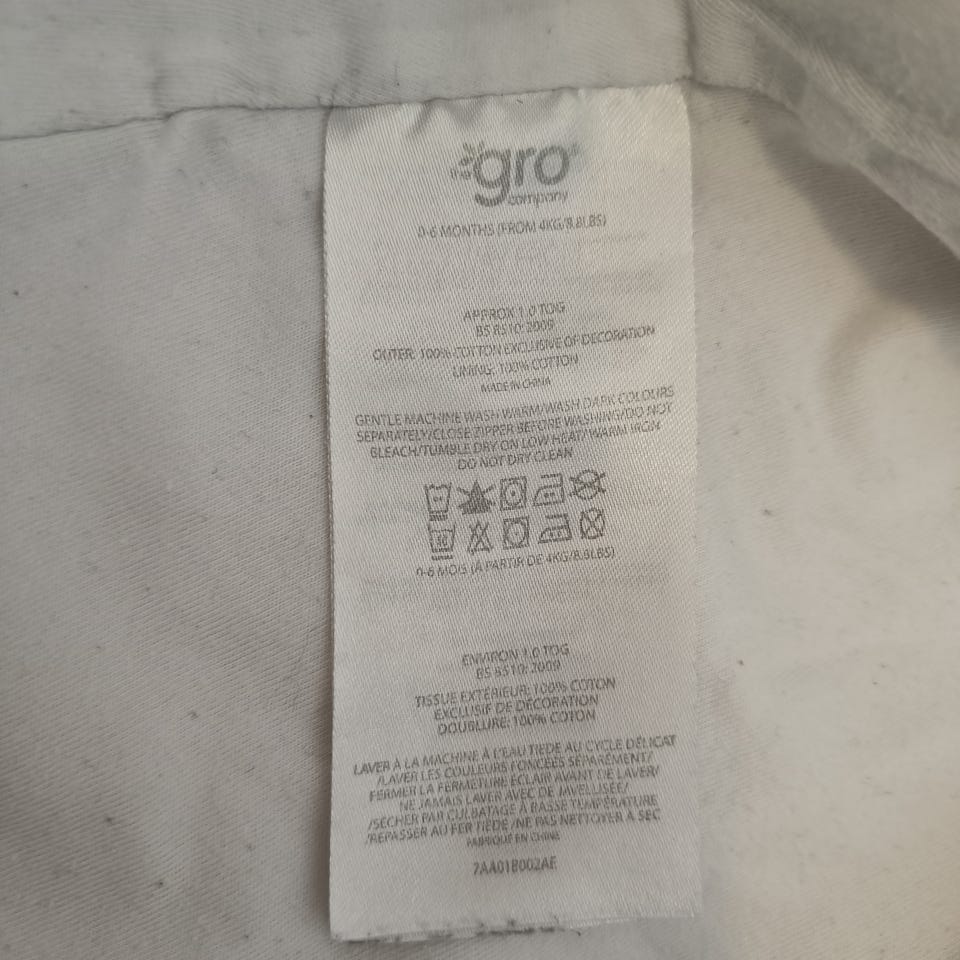 the gro company
0-6 MONTHS (FROM 4KG/8.8LBS)
APPROX 1.0 TOG
BS 8510: 2009
OUTER: 100% COTTON EXCLUSIVE OF DECORATION
LINING: 100% COTTON
MADE IN CHINA
GENTLE MACHINE WASH WARM/WASH DARK COLOURS
SEPARATELY/CLOSE ZIPPER BEFORE WASHING/DO NOT
BLEACH/TUMBLE DRY ON LOW HEAT/WARM IRON
DO NOT DRY CLEAN
40
0-6 MOIS (À PARTIR DE 4KG/8.8LBS)
ENVIRON 1.0 TOG
BS 8510: 2009
TISSUE EXTÉRIEUR: 100% COTON
EXCLUSIF DE DÉCORATION
DOUBLURE: 100% COTON
LAVER À LA MACHINE À L'EAU TIEDE AU CYCLE DÉLICAT
/LAVER LES COULEURS FONCÉES SÉPARÉMENT/
FERMER LA FERMETURE ÉCLAIR AVANT DE LAVER/
NE JAMAIS LAVER AVEC DE JAVELLISÉE/
/SÉCHER PAR CULBATAGE À BASSE TEMPÉRATURE
/REPASSER AU FER TIÈDE /NE PAS NETTOYER À SEC
FABRIQUÉ EN CHINE
7AA01B002AE